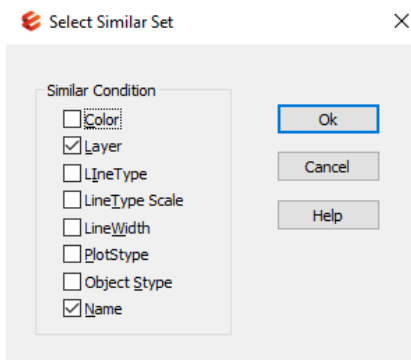 Select Similar Set
Similar Condition
Color
Layer
LIneType
LineType Scale
LineWidth
PlotStype
Object Stype
Name
Ok
Cancel
Help